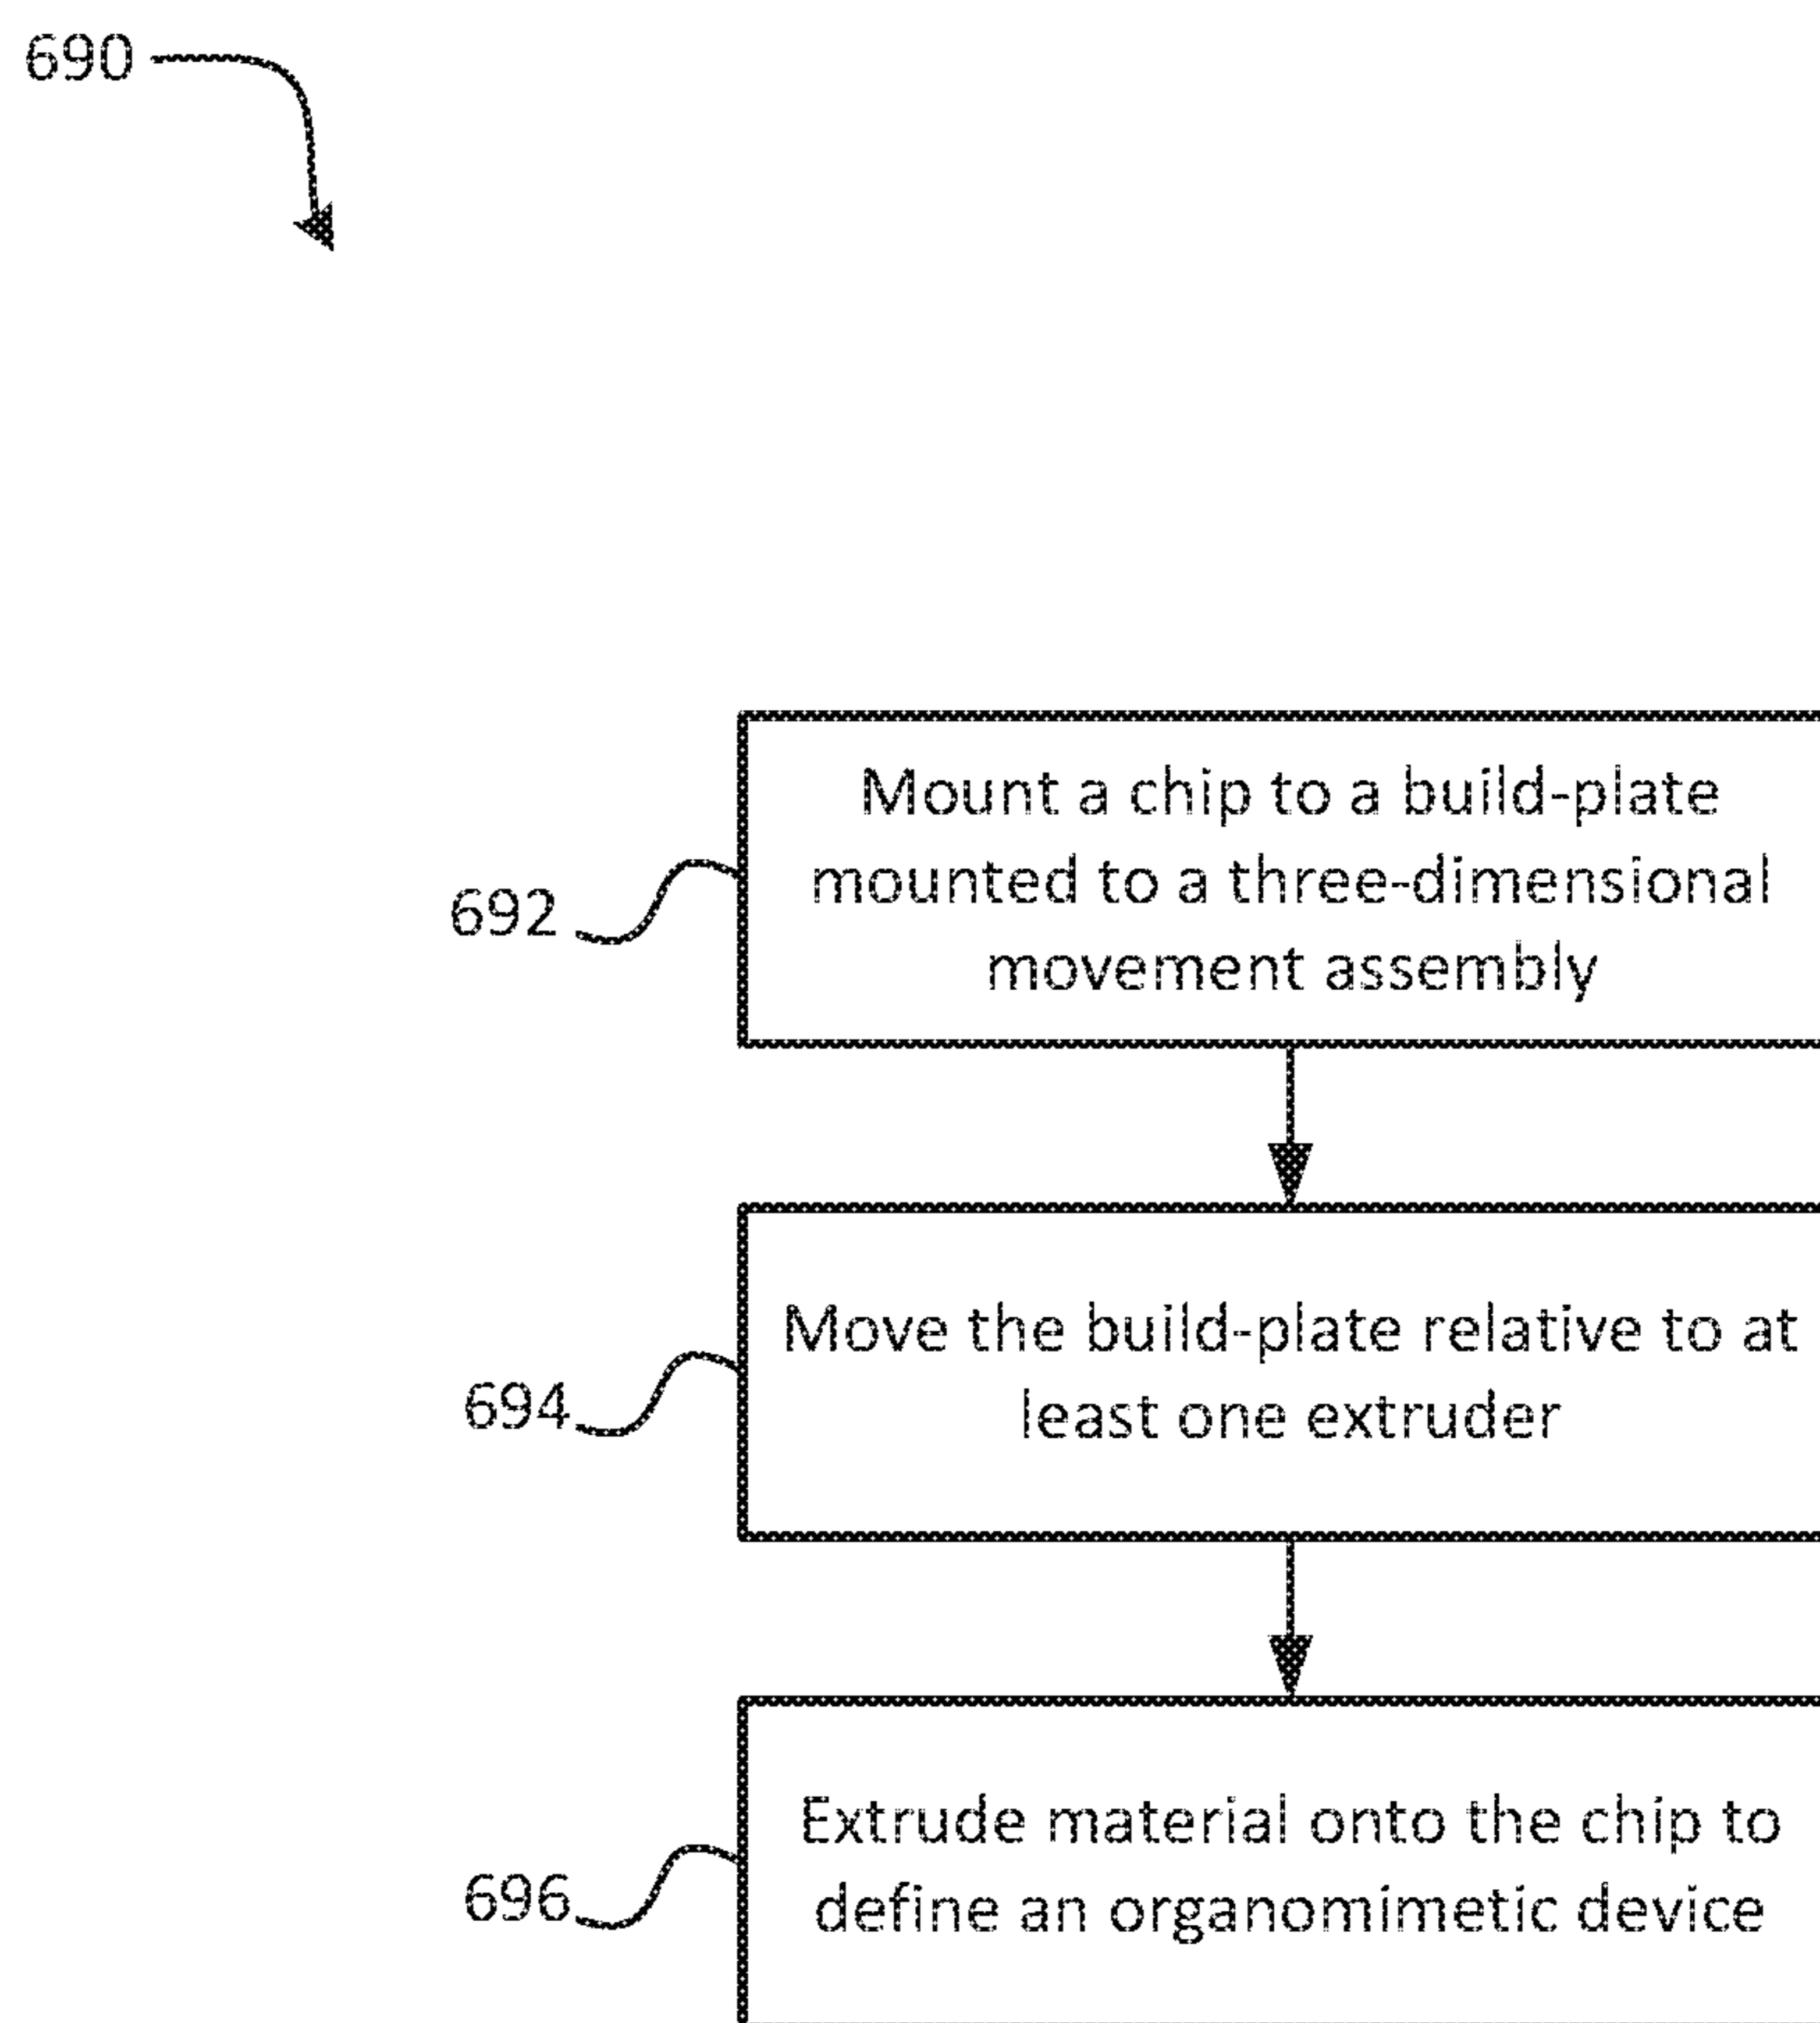 690
Mount a chip to a build-plate
mounted to a three-dimensional
movement assembly
692
Move the build-plate relative to at
least one extruder
694
Extrude material onto the chip to
define an organomimetic device
696